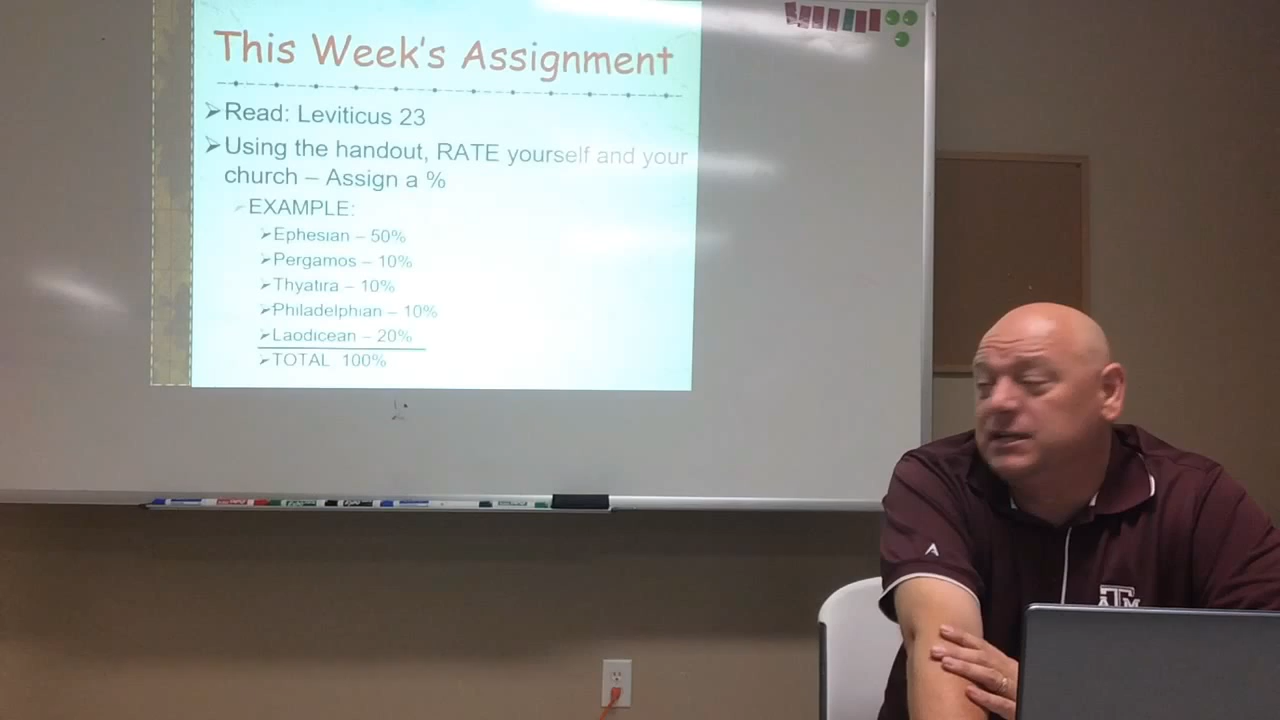 This Week's Assignment
Read: Leviticus 23
Using the handout, RATE yourself and your
church – Assign a %
EXAMPLE:
Ephesian – 50%
Pergamos – 10%
Thyatira – 10%
Philadelphian – 10%
Laodicean – 20%
TOTAL 100%
A
ATM